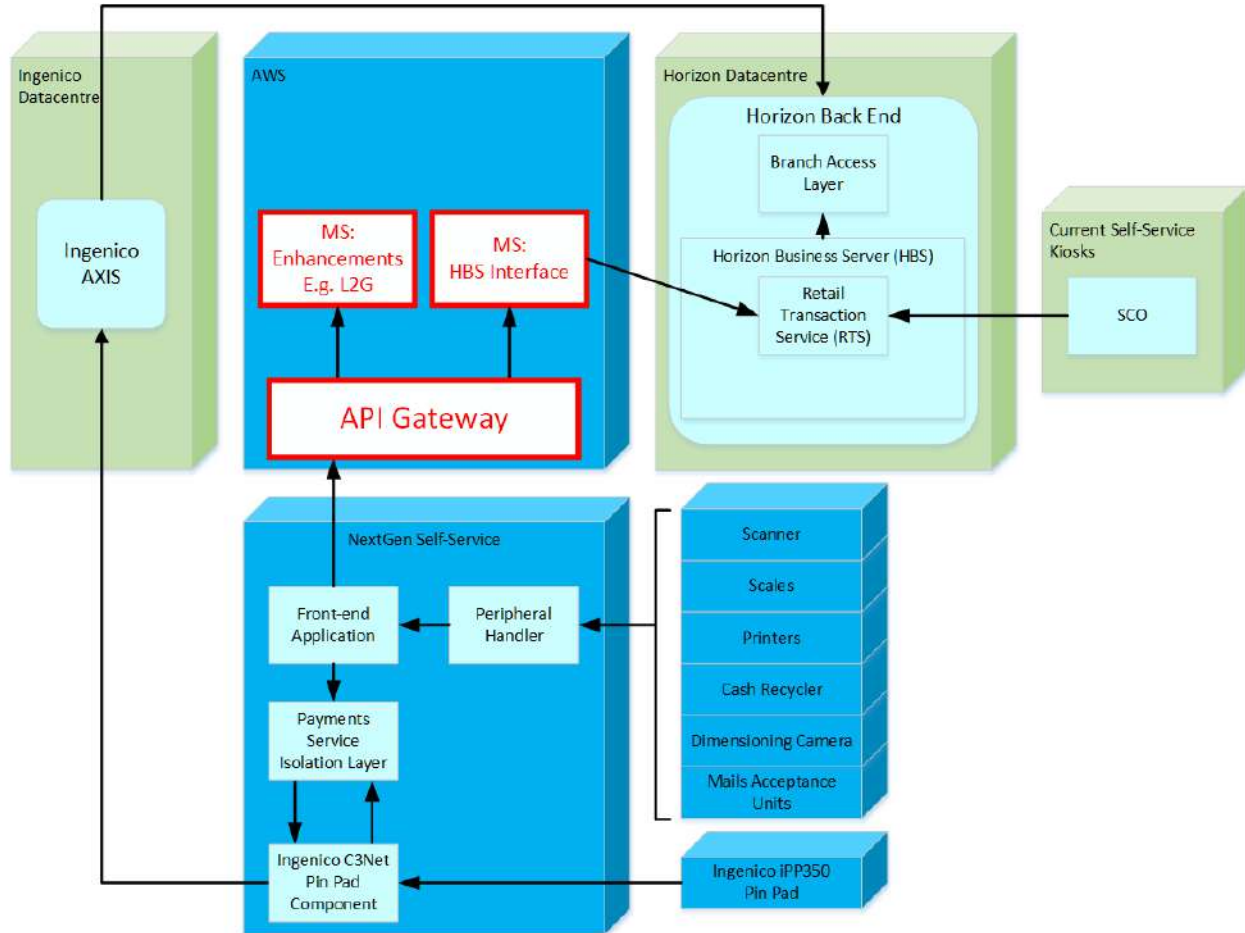 Ingenico
Datacentre
AWS
Horizon Datacentre
Horizon Back End
Branch Access
Layer
Ingenico
AXIS
MS:
Enhancements
E.g. L2G
MS:
HBS Interface
Horizon Business Server (HBS)
Retail
Transaction
Service (RTS)
Current Self-Service
Kiosks
SCO
API Gateway
NextGen Self-Service
Front-end
Application
Peripheral
Handler
Payments
Service
Isolation Layer
Ingenico C3Net
Pin Pad
Component
Scanner
Scales
Printers
Cash Recycler
Dimensioning Camera
Mails Acceptance
Units
Ingenico iPP350
Pin Pad